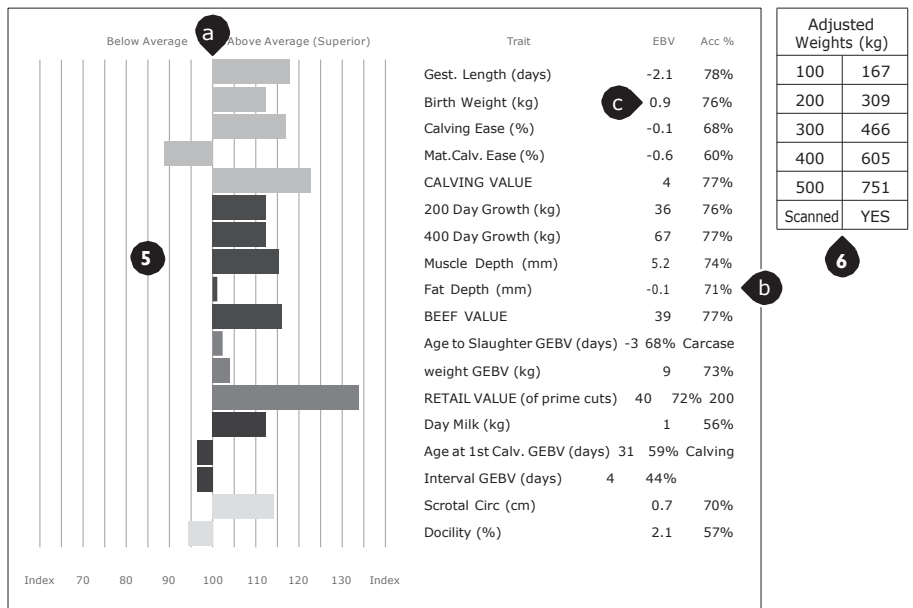 a
Below Average Above Average (Superior) Trait EBV Acc %
Gest. Length (days) -2.1 78%
Birth Weight (kg) c 0.9 76%
Calving Ease (%) -0.1 68%
Mat.Calv. Ease (%) -0.6 60%
CALVING VALUE 4 77%
200 Day Growth (kg) 36 76%
400 Day Growth (kg) 67 77%
5
Muscle Depth (mm) 5.2 74%
Fat Depth (mm) -0.1 71% b
BEEF VALUE 39 77%
Age to Slaughter GEBV (days) -3 68% Carcase
weight GEBV (kg) 9 73%
RETAIL VALUE (of prime cuts) 40 72% 200
Day Milk (kg) 1 56%
Age at 1st Calv. GEBV (days) 31 59% Calving
Interval GEBV (days) 4 44%
Scrotal Circ (cm) 0.7 70%
Docility (%) 2.1 57%
Index 70 80 90 100 110 120 130 Index
Adjusted
Weights (kg)
100 167
200 309
300 466
400 605
500 751
Scanned YES
6